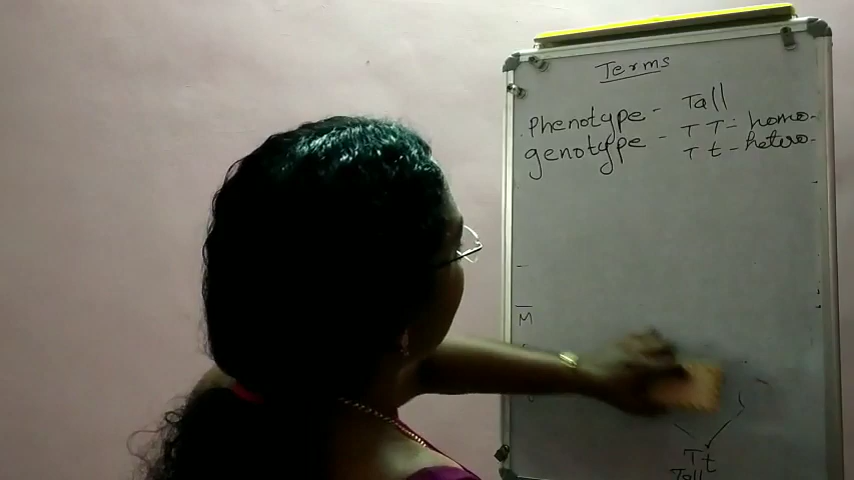 Terms
Phenotype - Tall
genotype - TT - homo-
Tt - hetero-
M
Tt
Tall